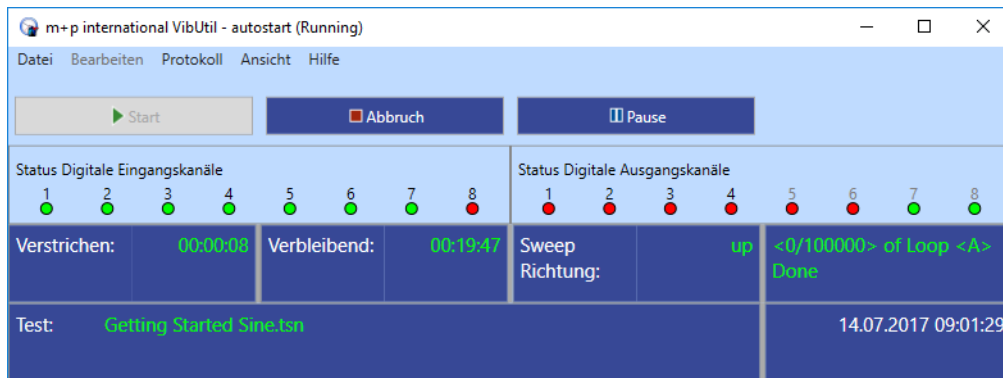 m+p international VibUtil - autostart (Running)
Datei Bearbeiten Protokoll Ansicht Hilfe
Start Abbruch Pause
Status Digitale Eingangskanäle
1 2 3 4 5 6 7 8
Status Digitale Ausgangskanäle
1 2 3 4 5 6 7 8
Verstrichen: 00:00:08
Verbleibend: 00:19:47
Sweep
Richtung:
up
<0/100000> of Loop <A>
Done
Test: Getting Started Sine.tsn
14.07.2017 09:01:29